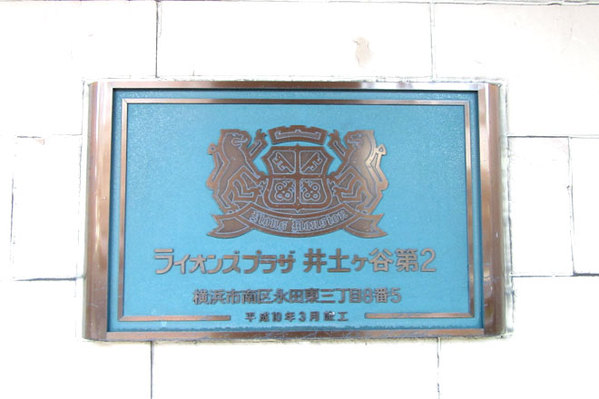 Lions Mansion
ライオンズプラザ 井土ヶ谷第2
横浜市南区永田東三丁目8番5
平成10年3月竣工